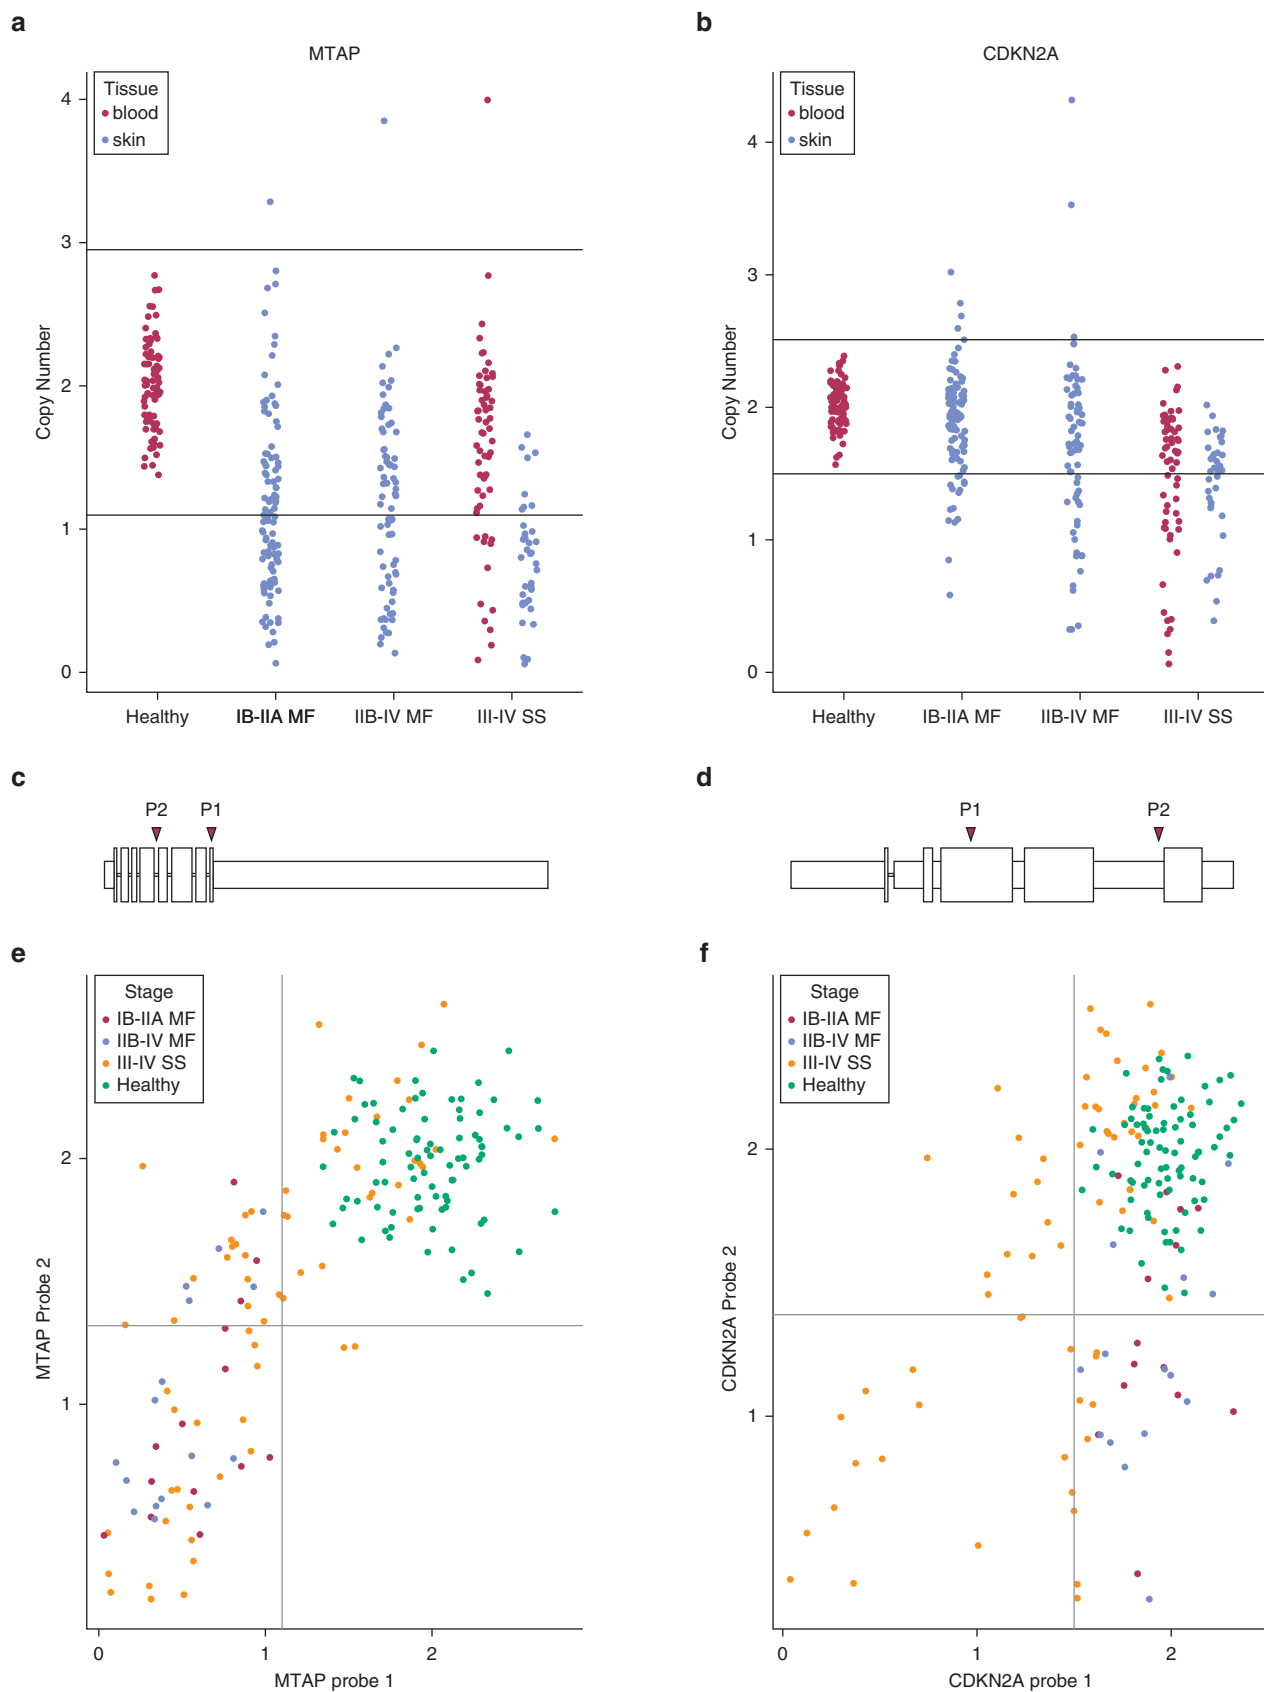 a
MTAP
Tissue
blood
skin
4
3
2
1
0
Copy Number
Healthy
IB-IIA MF
IIB-IV MF
III-IV SS
b
CDKN2A
Tissue
blood
skin
4
3
2
1
0
Copy Number
Healthy
IB-IIA MF
IIB-IV MF
III-IV SS
c
P2 P1
d
P1 P2
e
Stage
IB-IIA MF
IIB-IV MF
III-IV SS
Healthy
2
1
MTAP Probe 2
0 1 2
MTAP probe 1
f
Stage
IB-IIA MF
IIB-IV MF
III-IV SS
Healthy
2
1
CDKN2A Probe 2
0 1 2
CDKN2A probe 1